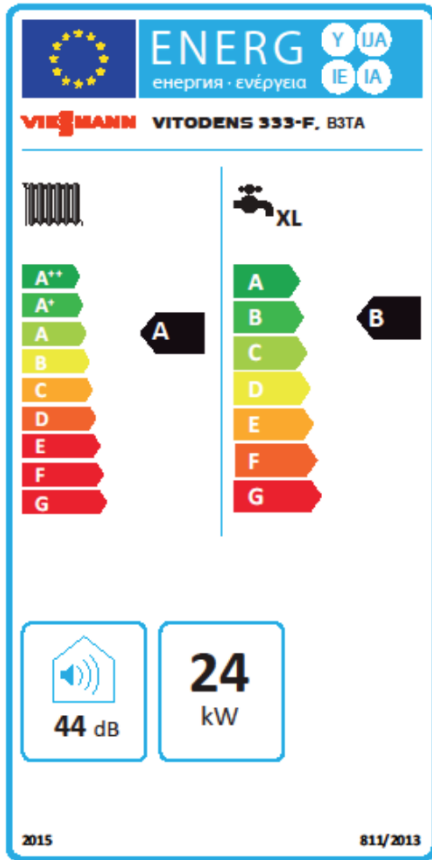 ENERG Y IJA
енергия · ενέργεια IE IA
VIESMANN VITODENS 333-F, B3TA
XL
A++
A+
A
B
C
D
E
F
G
A
A
B
C
D
E
F
G
B
44 dB
24
kW
2015 811/2013